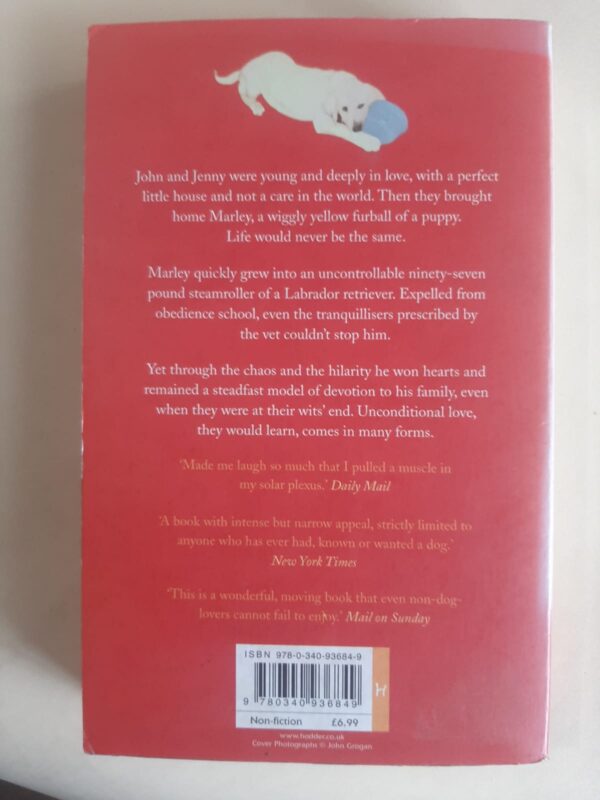 John and Jenny were young and deeply in love, with a perfect
little house and not a care in the world. Then they brought
home Marley, a wiggly yellow furball of a puppy.
Life would never be the same.
Marley quickly grew into an uncontrollable ninety-seven
pound steamroller of a Labrador retriever. Expelled from
obedience school, even the tranquillisers prescribed by
the vet couldn't stop him.
Yet through the chaos and the hilarity he won hearts and
remained a steadfast model of devotion to his family, even
when they were at their wits' end. Unconditional love,
they would learn, comes in many forms.
'Made me laugh so much that I pulled a muscle in
my solar plexus.' Daily Mail
'A book with intense but narrow appeal, strictly limited to
anyone who has ever had, known or wanted a dog.'
New York Times
'This is a wonderful, moving book that even non-dog-
lovers cannot fail to enjoy.' Mail on Sunday
ISBN 978-0-340-93684-9
9 780340 936849
H
Non-fiction £6.99
www.hodder.co.uk
Cover Photographs © John Grogan